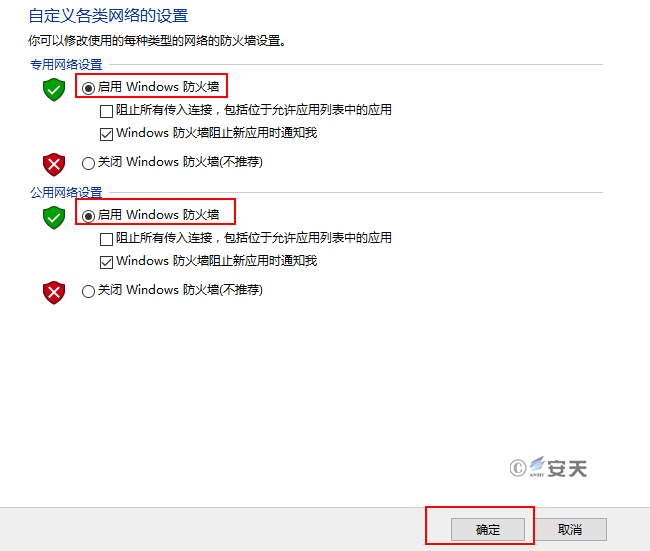 自定义各类网络的设置
你可以修改使用的每种类型的网络的防火墙设置。
专用网络设置
启用 Windows 防火墙
阻止所有传入连接，包括位于允许应用列表中的应用
Windows 防火墙阻止新应用时通知我
关闭 Windows 防火墙(不推荐)
公用网络设置
启用 Windows 防火墙
阻止所有传入连接，包括位于允许应用列表中的应用
Windows 防火墙阻止新应用时通知我
关闭 Windows 防火墙(不推荐)
© ANTIY 安天
确定 取消